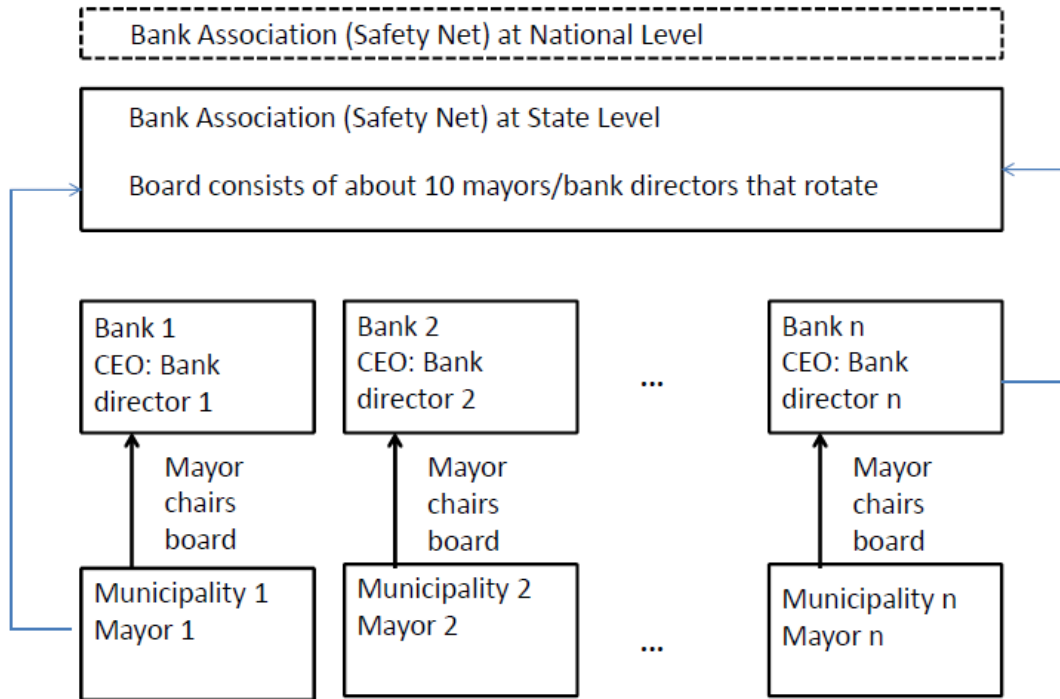 Bank Association (Safety Net) at National Level
Bank Association (Safety Net) at State Level
Board consists of about 10 mayors/bank directors that rotate
Bank 1
CEO: Bank
director 1
Bank 2
CEO: Bank
director 2
...
Bank n
CEO: Bank
director n
Mayor
chairs
board
Mayor
chairs
board
Mayor
chairs
board
Municipality 1
Mayor 1
Municipality 2
Mayor 2
...
Municipality n
Mayor n